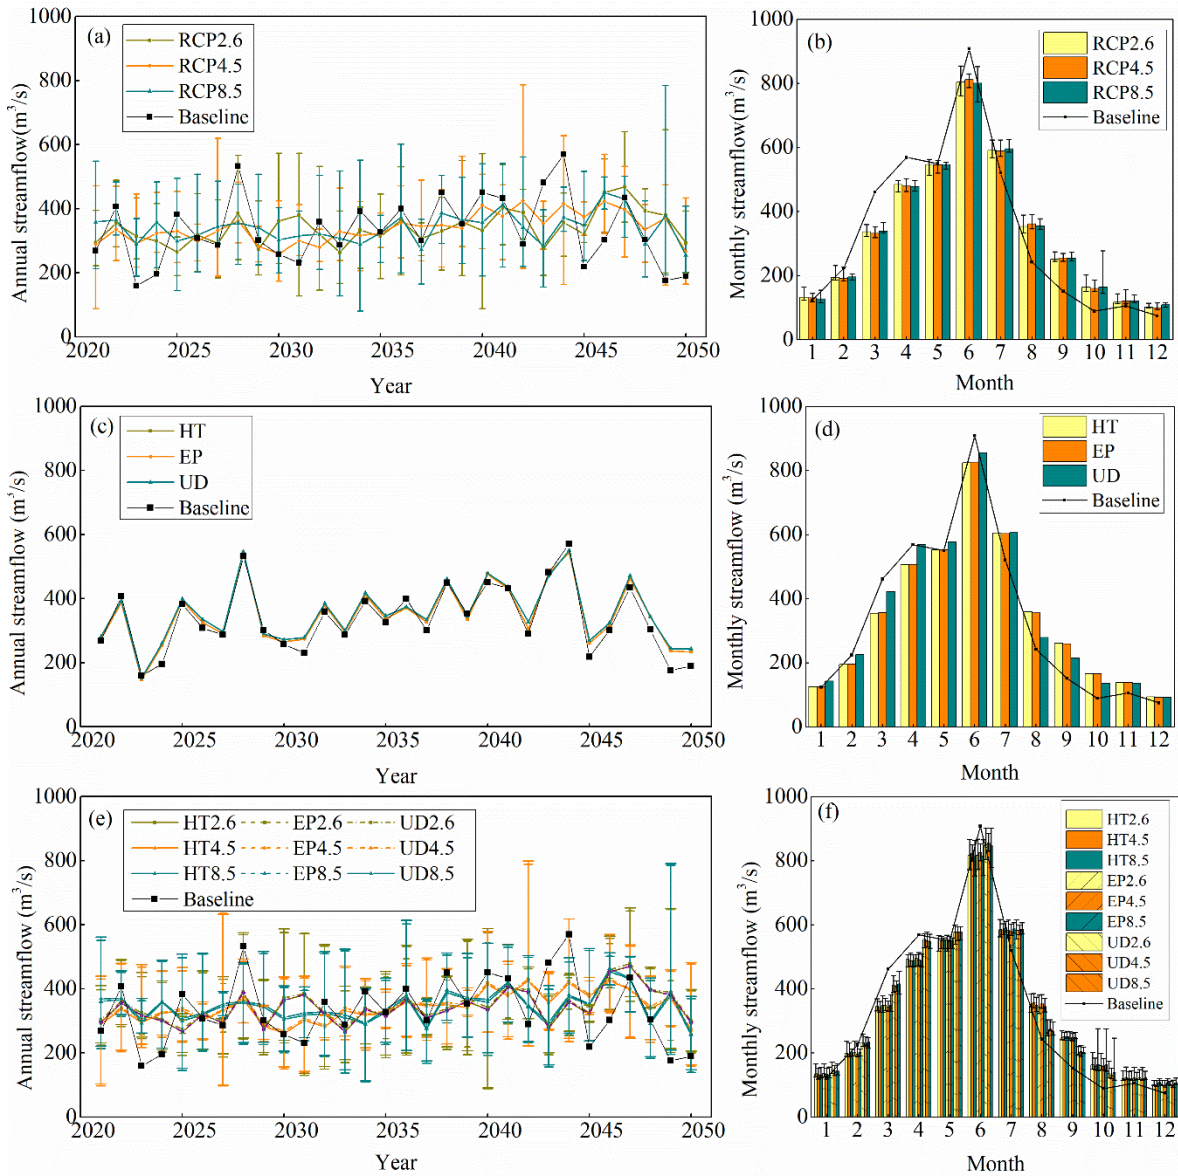 (a)
RCP2.6
RCP4.5
RCP8.5
Baseline
Annual streamflow(m³/s)
1000
800
600
400
200
0
2020 2025 2030 2035 2040 2045 2050
Year
(b)
RCP2.6
RCP4.5
RCP8.5
Baseline
Monthly streamflow(m³/s)
1000
800
600
400
200
0
1 2 3 4 5 6 7 8 9 10 11 12
Month
(c)
HT
EP
UD
Baseline
Annual streamflow (m³/s)
1000
800
600
400
200
0
2020 2025 2030 2035 2040 2045 2050
Year
(d)
HT
EP
UD
Baseline
Monthly streamflow (m³/s)
1000
800
600
400
200
0
1 2 3 4 5 6 7 8 9 10 11 12
Month
(e)
HT2.6 EP2.6 UD2.6
HT4.5 EP4.5 UD4.5
HT8.5 EP8.5 UD8.5
Baseline
Annual streamflow (m³/s)
1000
800
600
400
200
0
2020 2025 2030 2035 2040 2045 2050
Year
(f)
HT2.6
HT4.5
HT8.5
EP2.6
EP4.5
EP8.5
UD2.6
UD4.5
UD8.5
Baseline
Monthly streamflow (m³/s)
1000
800
600
400
200
0
1 2 3 4 5 6 7 8 9 10 11 12
Month